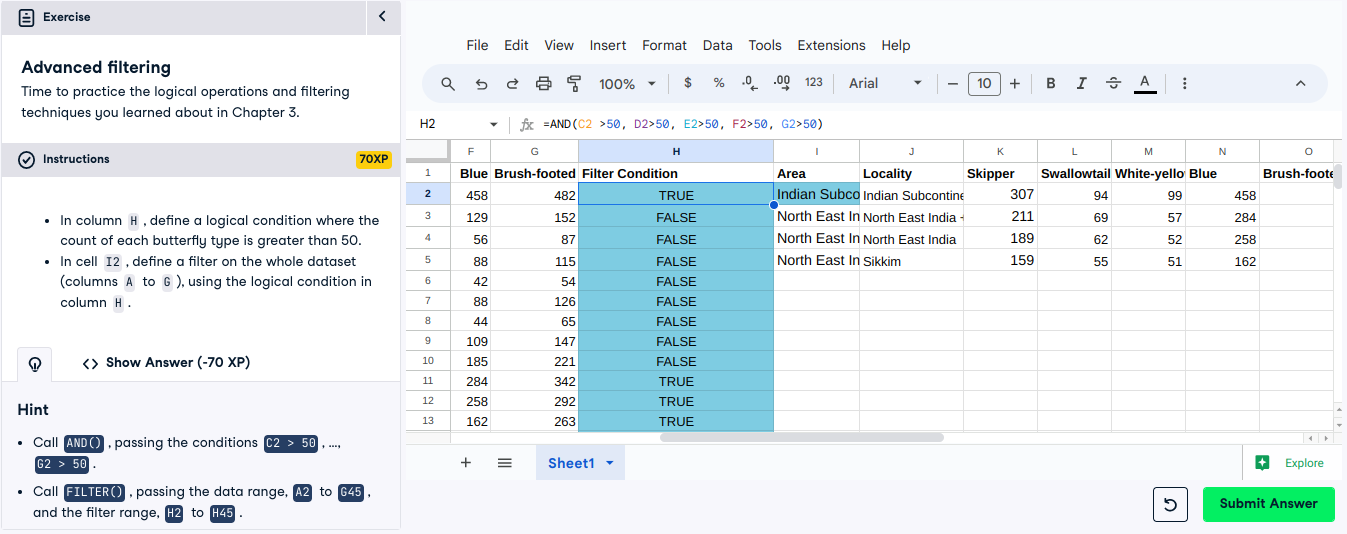 Exercise
Advanced filtering
Time to practice the logical operations and filtering
techniques you learned about in Chapter 3.
Instructions
70XP
In column H , define a logical condition where the
count of each butterfly type is greater than 50.
In cell I2 , define a filter on the whole dataset
(columns A to G ), using the logical condition in
column H .
Show Answer (-70 XP)
Hint
Call AND() , passing the conditions C2 > 50 , …,
G2 > 50 .
Call FILTER() , passing the data range, A2 to G45 ,
and the filter range, H2 to H45 .
File Edit View Insert Format Data Tools Extensions Help
100% $ % .0 .00 123 Arial 10 B I S A
H2 fx =AND(C2 >50, D2>50, E2>50, F2>50, G2>50)
F G H I J K L M N O
1 Blue Brush-footed Filter Condition Area Locality Skipper Swallowtail White-yello Blue Brush-foote
2 458 482 TRUE Indian Subco Indian Subcontine 307 94 99 458
3 129 152 FALSE North East In North East India + 211 69 57 284
4 56 87 FALSE North East In North East India 189 62 52 258
5 88 115 FALSE North East In Sikkim 159 55 51 162
6 42 54 FALSE
7 88 126 FALSE
8 44 65 FALSE
9 109 147 FALSE
10 185 221 FALSE
11 284 342 TRUE
12 258 292 TRUE
13 162 263 TRUE
Sheet1
Explore
Submit Answer